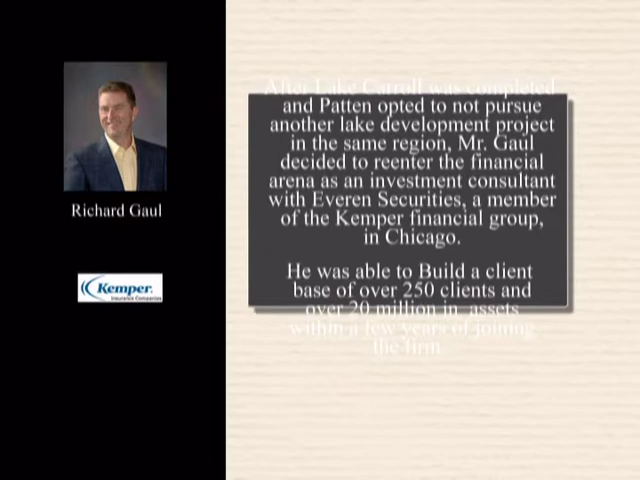 Richard Gaul
Kemper.
Insurance Companies
After Lake Carroll was completed
and Patten opted to not pursue
another lake development project
in the same region, Mr. Gaul
decided to reenter the financial
arena as an investment consultant
with Everen Securities, a member
of the Kemper financial group,
in Chicago.
He was able to Build a client
base of over 250 clients and
over 20 million in assets
within a few years of joining
the firm